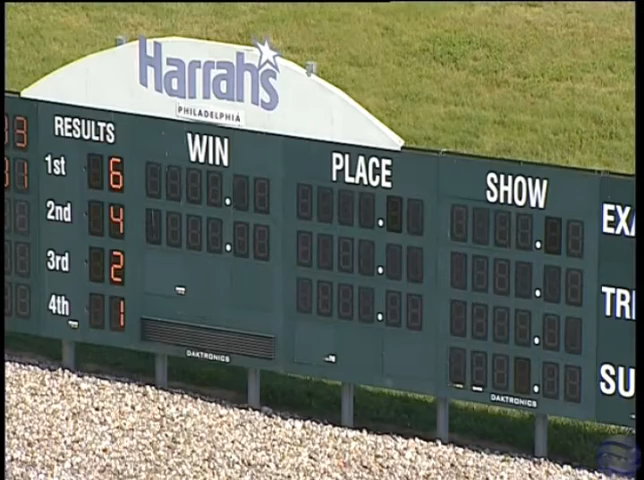 Harrah's
PHILADELPHIA
RESULTS WIN PLACE SHOW
1st 6
2nd 4
3rd 2
4th 1
DAKTRONICS
DAKTRONICS